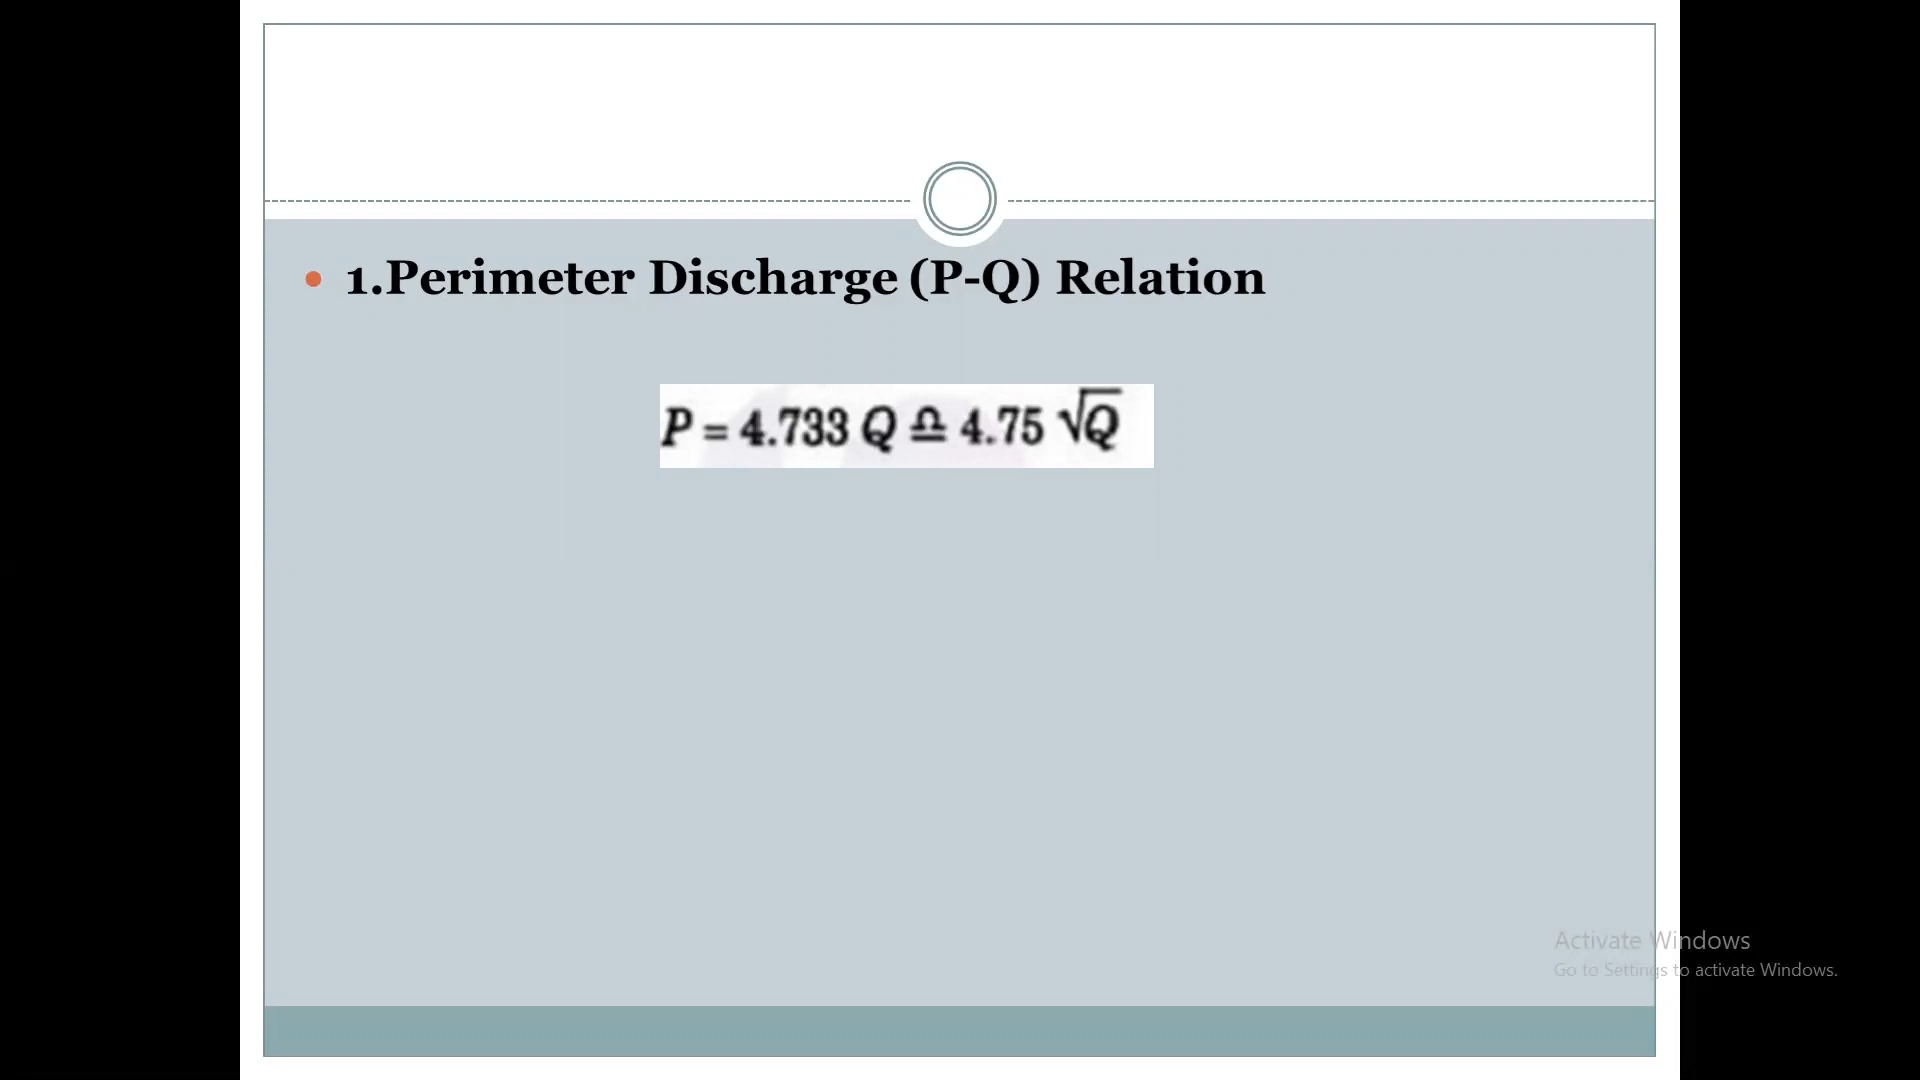 1.Perimeter Discharge (P-Q) Relation
P = 4.733 Q ≏ 4.75 √Q
Activate Windows
Go to Settings to activate Windows.